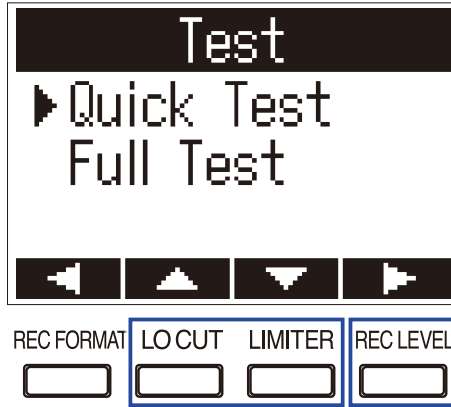 Test
Quick Test
Full Test
REC FORMAT LO CUT LIMITER REC LEVEL